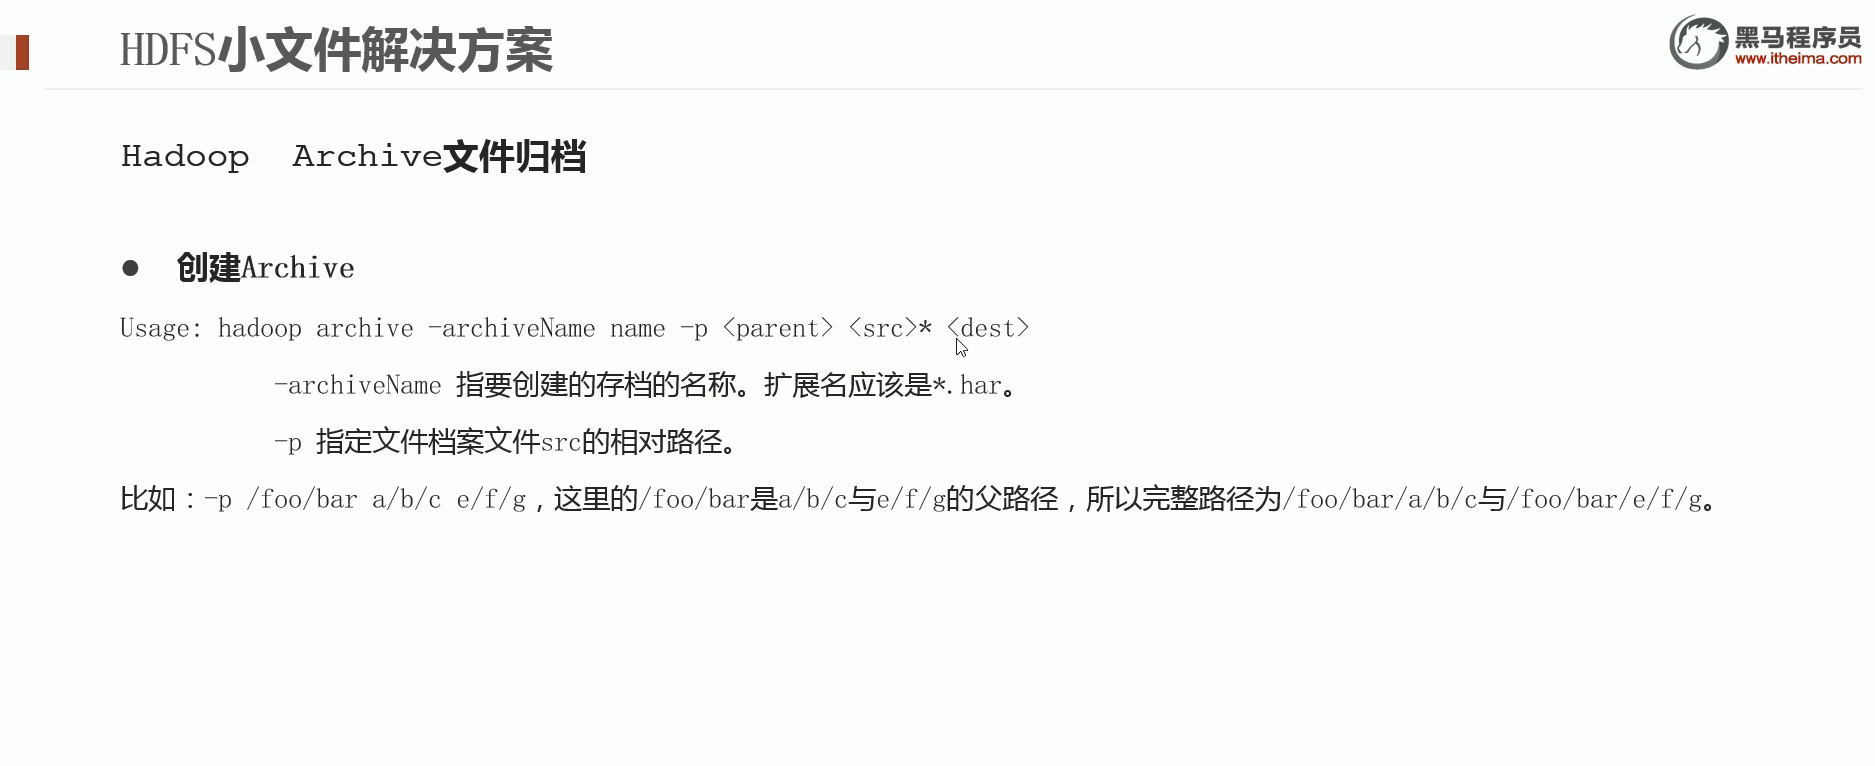 HDFS小文件解决方案
黑马程序员
www.itheima.com
Hadoop  Archive文件归档
● 创建Archive
Usage: hadoop archive -archiveName name -p <parent> <src>* <dest>
-archiveName 指要创建的存档的名称。扩展名应该是*.har。
-p 指定文件档案文件src的相对路径。
比如：-p /foo/bar a/b/c e/f/g，这里的/foo/bar是a/b/c与e/f/g的父路径，所以完整路径为/foo/bar/a/b/c与/foo/bar/e/f/g。